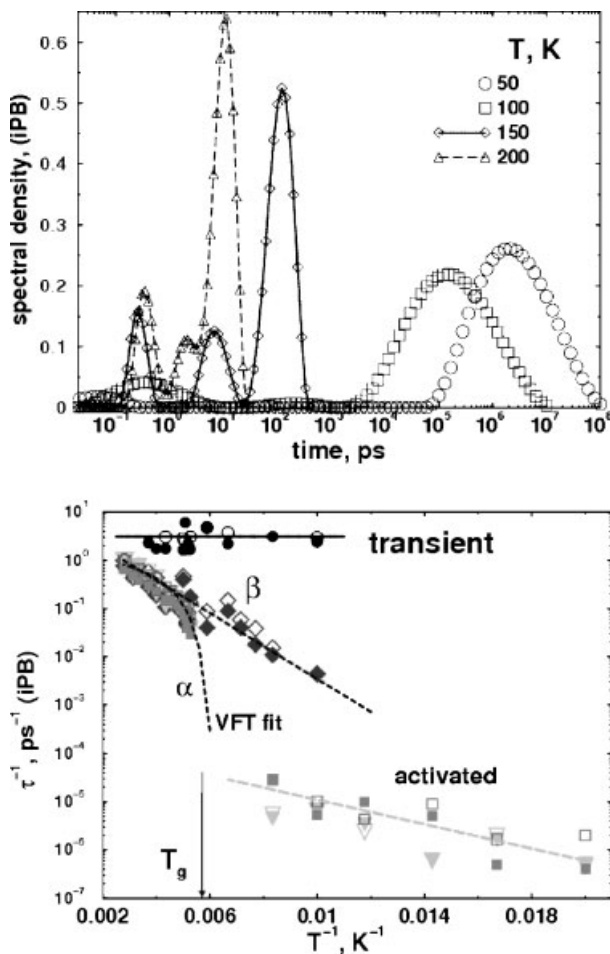 T, K
50
100
150
200
spectral density, (iPB)
0.6
0.5
0.4
0.3
0.2
0.1
0
10⁻¹ 10⁰ 10¹ 10² 10³ 10⁴ 10⁵ 10⁶ 10⁷ 10⁸
time, ps
τ⁻¹, ps⁻¹ (iPB)
10¹
10⁰
10⁻¹
10⁻²
10⁻³
10⁻⁴
10⁻⁵
10⁻⁶
10⁻⁷
transient
β
α
VFT fit
activated
Tg
0.002 0.006 0.01 0.014 0.018
T⁻¹, K⁻¹